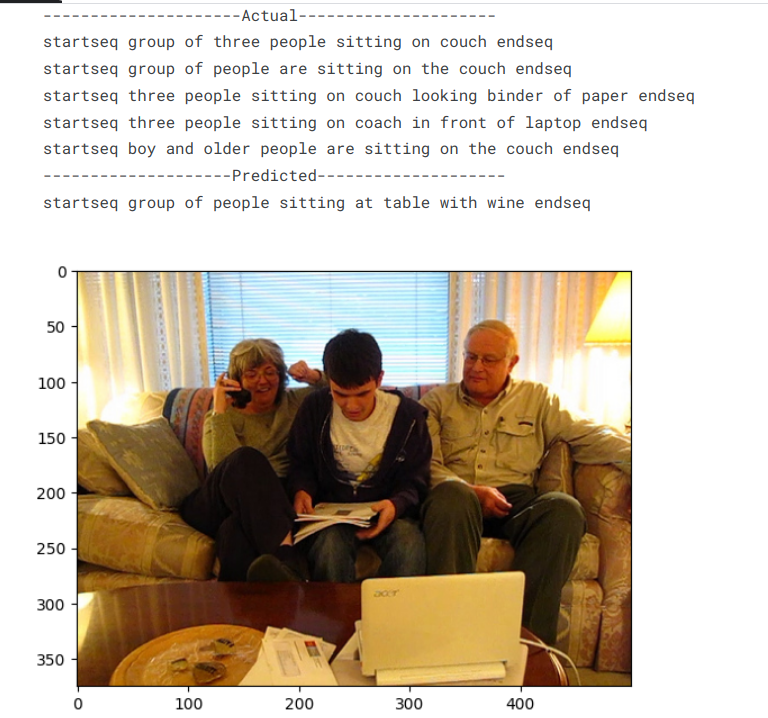 --------------------Actual---------------------
startseq group of three people sitting on couch endseq
startseq group of people are sitting on the couch endseq
startseq three people sitting on couch looking binder of paper endseq
startseq three people sitting on coach in front of laptop endseq
startseq boy and older people are sitting on the couch endseq
--------------------Predicted--------------------
startseq group of people sitting at table with wine endseq
0
50
100
150
200
250
300
350
acer
0 100 200 300 400